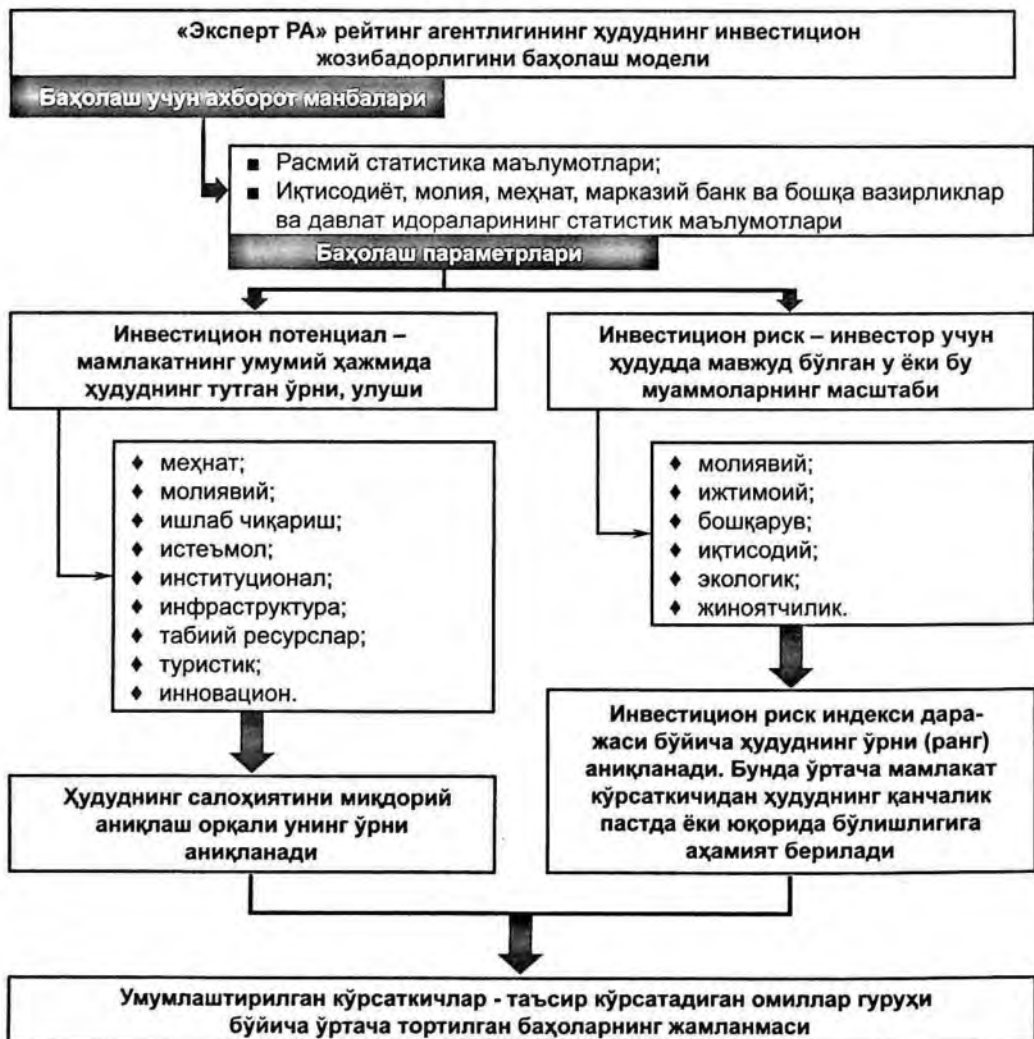 «Эксперт РА» рейтинг агентлигининг ҳудуднинг инвестицион
жозибадорлигини баҳолаш модели
Баҳолаш учун ахборот манбалари
■ Расмий статистика маълумотлари;
■ Иқтисодиёт, молия, меҳнат, марказий банк ва бошқа вазирликлар
ва давлат идораларининг статистик маълумотлари
Баҳолаш параметрлари
Инвестицион потенциал –
мамлакатнинг умумий ҳажмида
ҳудуднинг тутган ўрни, улуши
♦ меҳнат;
♦ молиявий;
♦ ишлаб чиқариш;
♦ истеъмол;
♦ институционал;
♦ инфраструктура;
♦ табиий ресурслар;
♦ туристик;
♦ инновацион.
Ҳудуднинг салоҳиятини миқдорий
аниқлаш орқали унинг ўрни
аниқланади
Инвестицион риск – инвестор учун
ҳудудда мавжуд бўлган у ёки бу
муаммоларнинг масштаби
♦ молиявий;
♦ ижтимоий;
♦ бошқарув;
♦ иқтисодий;
♦ экологик;
♦ жиноятчилик.
Инвестицион риск индекси дара-
жаси бўйича ҳудуднинг ўрни (ранг)
аниқланади. Бунда ўртача мамлакат
кўрсаткичидан ҳудуднинг қанчалик
пастда ёки юқорида бўлишлигига
аҳамият берилади
Умумлаштирилган кўрсаткичлар - таъсир кўрсатадиган омиллар гуруҳи
бўйича ўртача тортилган баҳоларнинг жамланмаси